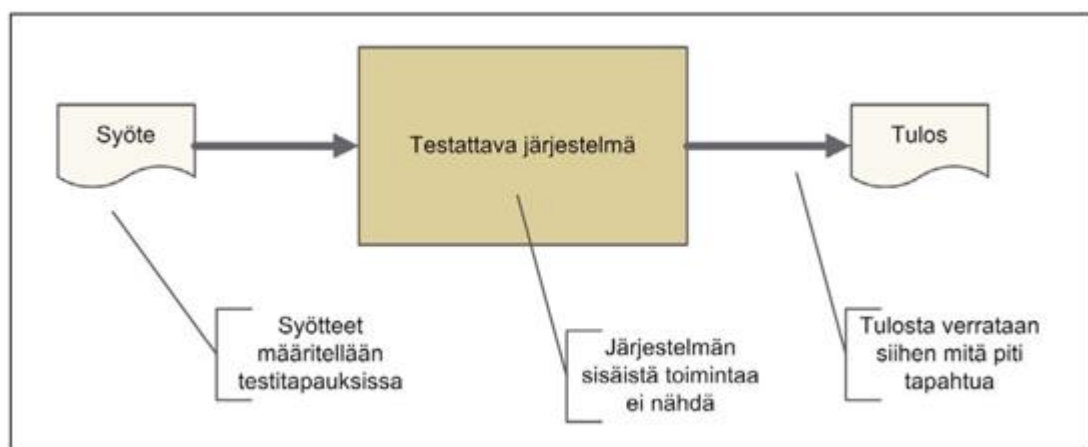 Syöte
Testattava järjestelmä
Tulos
Syötteet
määritellään
testitapauksissa
Järjestelmän
sisäistä toimintaa
ei nähdä
Tulosta verrataan
siihen mitä piti
tapahtua